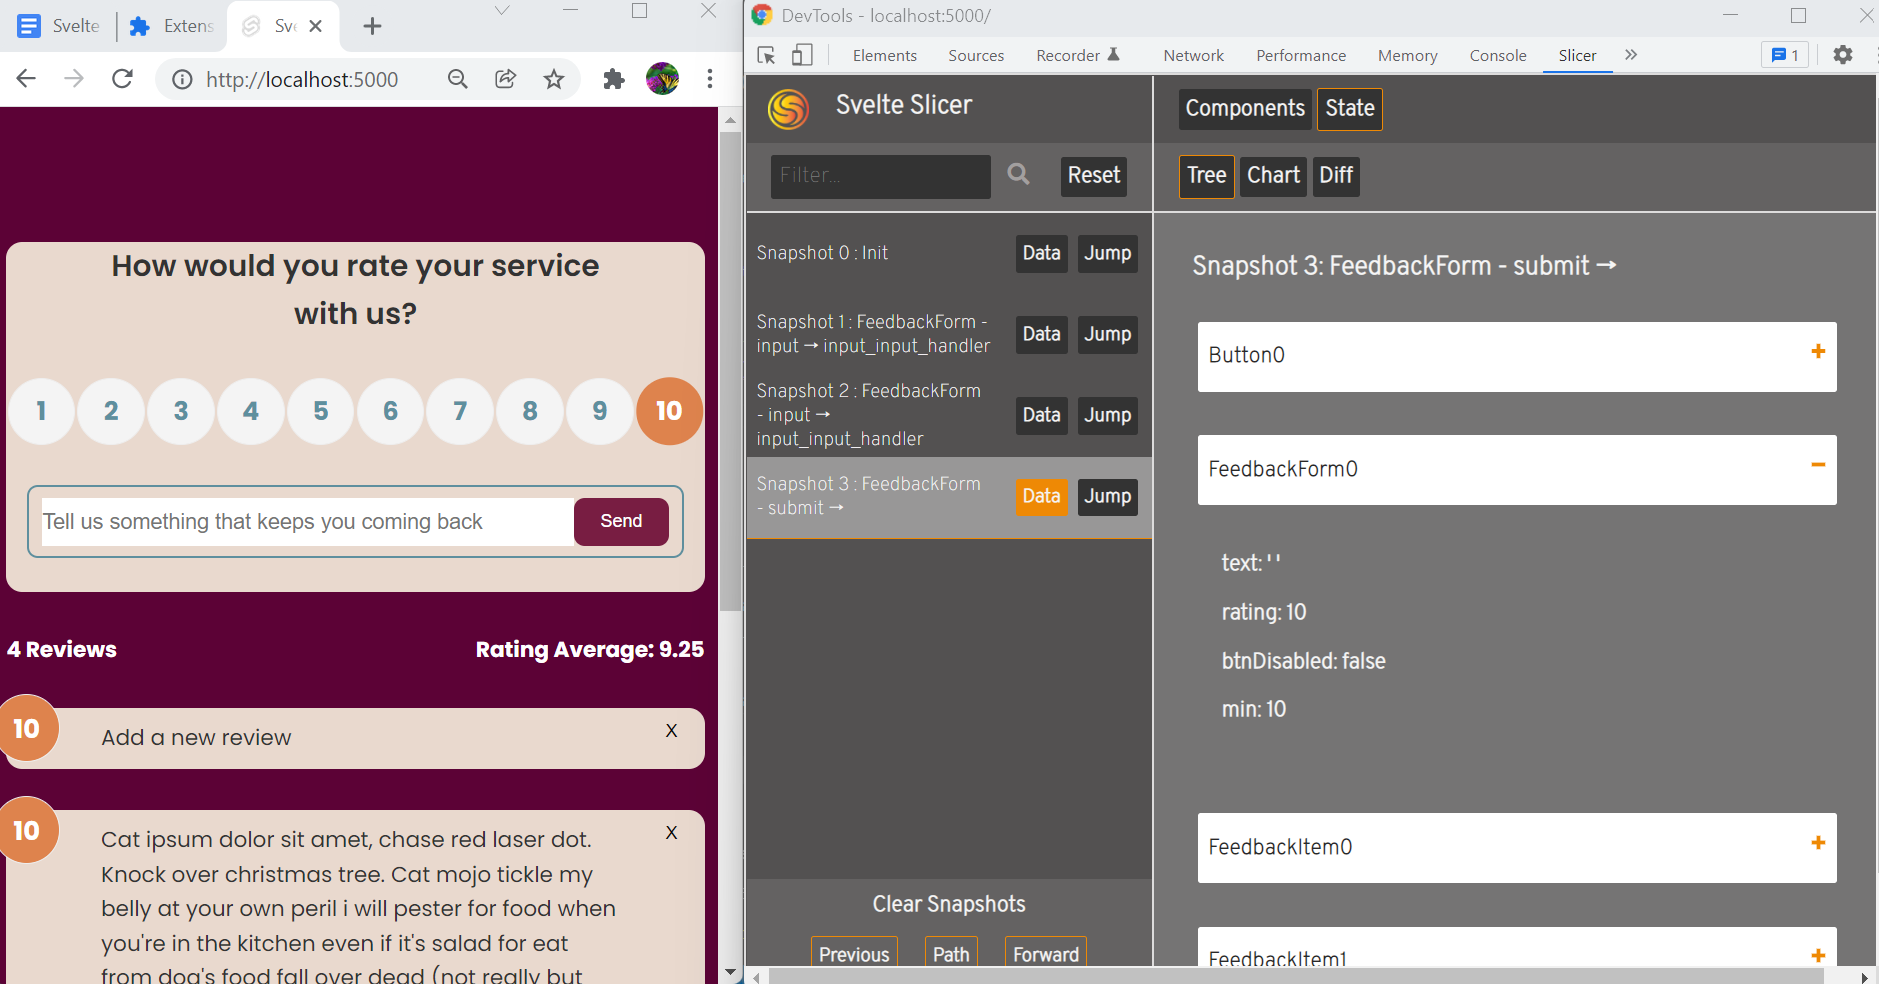 Svelte
Extens
Sve
http://localhost:5000
How would you rate your service
with us?
1 2 3 4 5 6 7 8 9 10
Tell us something that keeps you coming back
Send
4 Reviews
Rating Average: 9.25
10
Add a new review
X
10
Cat ipsum dolor sit amet, chase red laser dot.
X
Knock over christmas tree. Cat mojo tickle my
belly at your own peril i will pester for food when
you're in the kitchen even if it's salad for eat
from dog's food fall over dead (not really but
DevTools - localhost:5000/
Elements Sources Recorder Network Performance Memory Console Slicer » 1
Svelte Slicer
Filter...
Reset
Snapshot 0 : Init
Data Jump
Snapshot 1 : FeedbackForm -
input → input_input_handler
Data Jump
Snapshot 2 : FeedbackForm
- input →
input_input_handler
Data Jump
Snapshot 3 : FeedbackForm
- submit →
Data Jump
Clear Snapshots
Previous Path Forward
Components State
Tree Chart Diff
Snapshot 3: FeedbackForm - submit →
Button0 +
FeedbackForm0 −
text: ' '
rating: 10
btnDisabled: false
min: 10
FeedbackItem0 +
FeedbackItem1 +